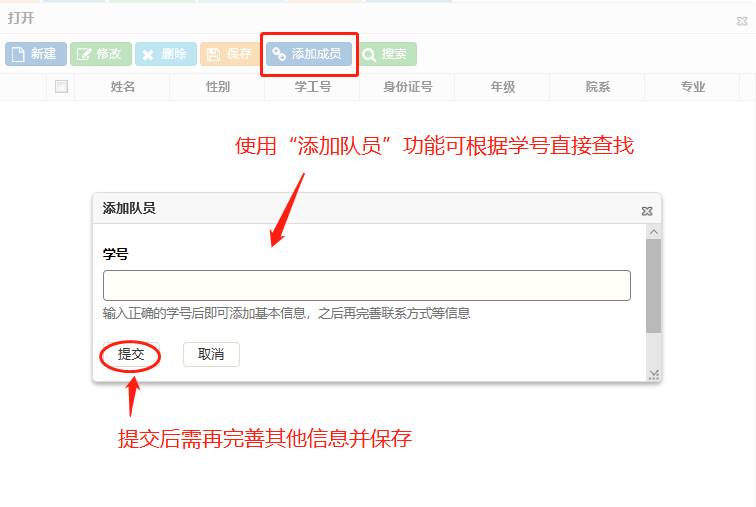 打开
新建 修改 删除 保存 添加成员 搜索
姓名 性别 学工号 身份证号 年级 院系 专业
使用“添加队员”功能可根据学号直接查找
添加队员
学号
输入正确的学号后即可添加基本信息，之后再完善联系方式等信息
提交 取消
提交后需再完善其他信息并保存